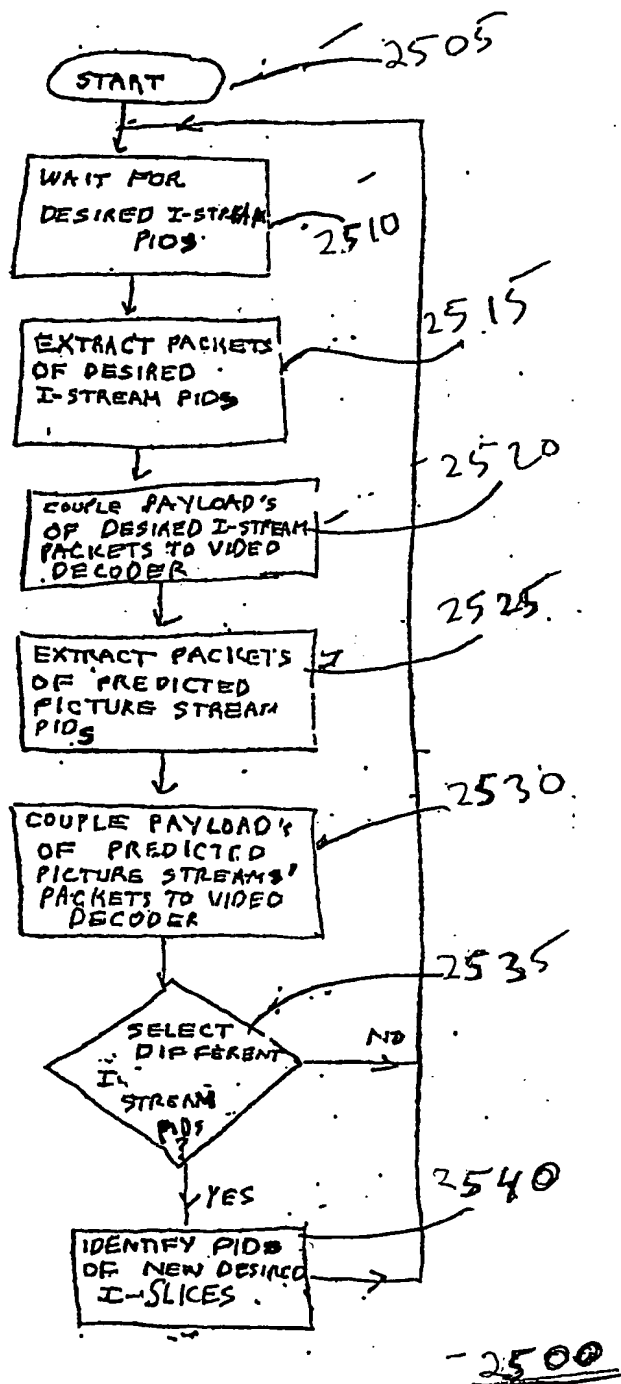 2505
START
WAIT FOR
DESIRED I-STREAM
PIDS
2510
2515
EXTRACT PACKETS
OF DESIRED
I-STREAM PIDS
2520
COUPLE PAYLOAD'S
OF DESIRED I-STREAM
PACKETS TO VIDEO
DECODER
2525
EXTRACT PACKETS
OF PREDICTED
PICTURE STREAM
PIDS
2530
COUPLE PAYLOAD'S
OF PREDICTED
PICTURE STREAMS'
PACKETS TO VIDEO
DECODER
2535
SELECT
DIFFERENT
I-
STREAM
PIDS
?
NO
YES
2540
IDENTIFY PIDS
OF NEW DESIRED
I-SLICES.
2500